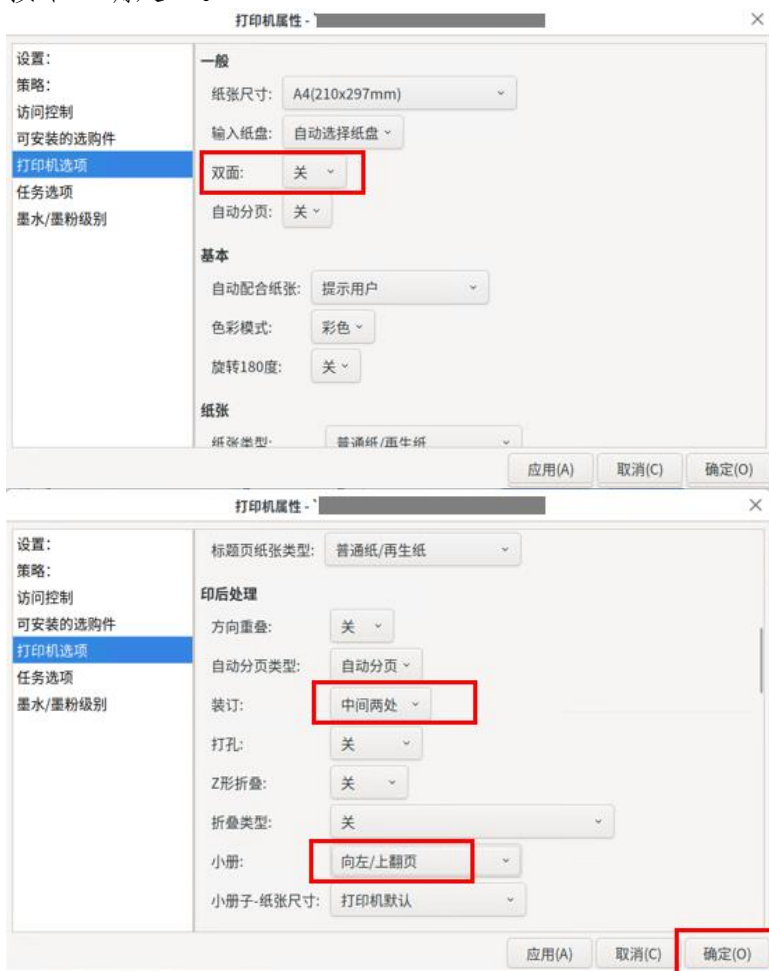 打印机属性 - `
设置:
策略:
访问控制
可安装的选购件
打印机选项
任务选项
墨水/墨粉级别
一般
纸张尺寸: A4(210x297mm)
输入纸盘: 自动选择纸盘
双面: 关
自动分页: 关
基本
自动配合纸张: 提示用户
色彩模式: 彩色
旋转180度: 关
纸张
纸张类型: 普通纸/再生纸
应用(A) 取消(C) 确定(O)
打印机属性 - `
设置:
策略:
访问控制
可安装的选购件
打印机选项
任务选项
墨水/墨粉级别
标题页纸张类型: 普通纸/再生纸
印后处理
方向重叠: 关
自动分页类型: 自动分页
装订: 中间两处
打孔: 关
Z形折叠: 关
折叠类型: 关
小册: 向左/上翻页
小册子-纸张尺寸: 打印机默认
应用(A) 取消(C) 确定(O)